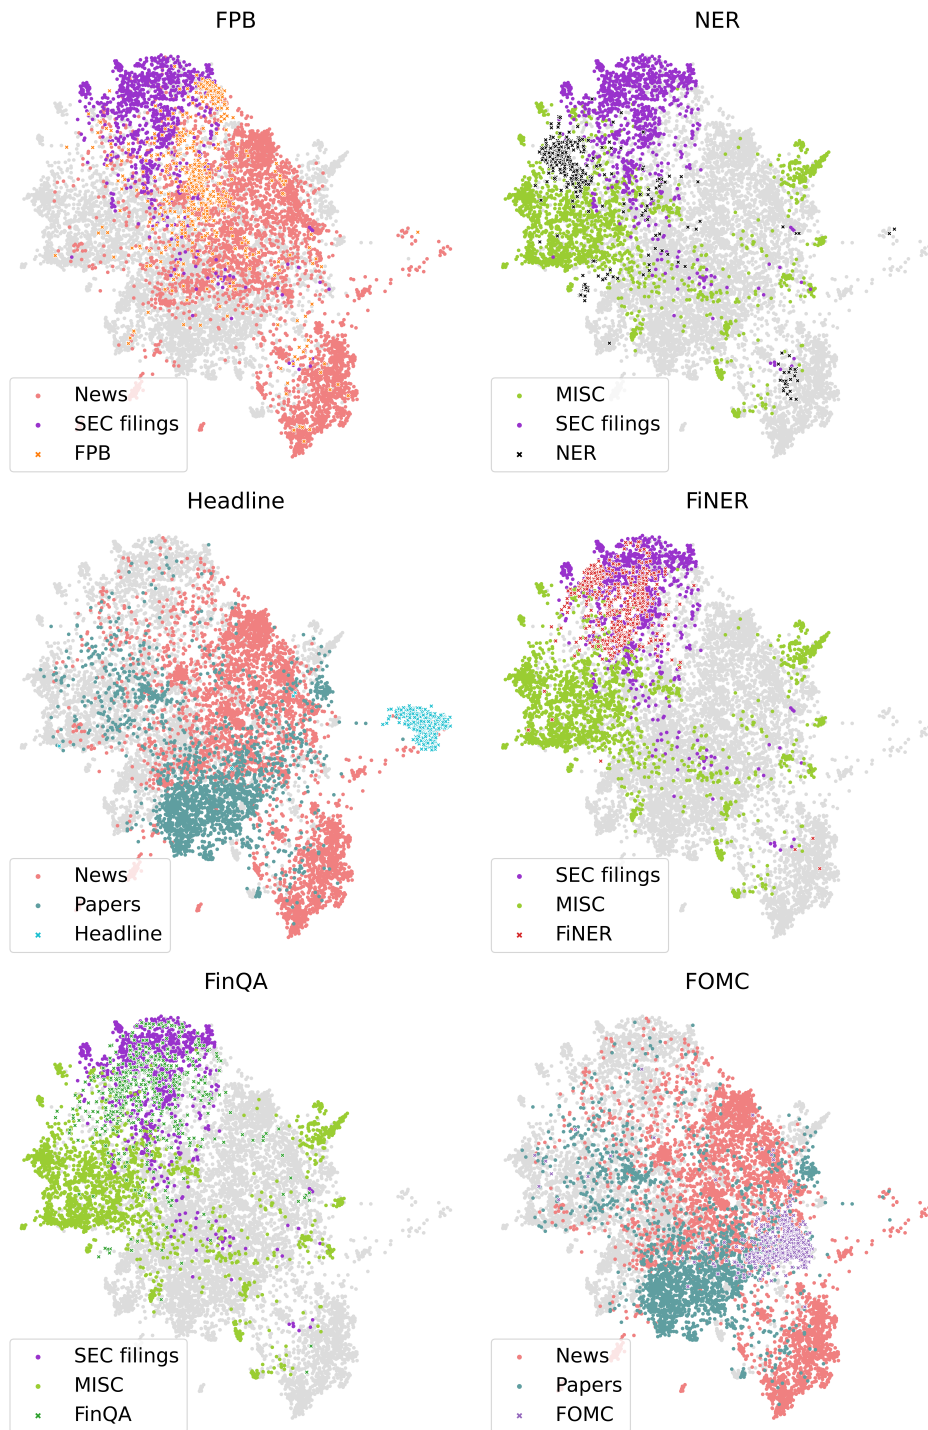 FPB
NER
News
SEC filings
FPB
MISC
SEC filings
NER
Headline
FiNER
News
Papers
Headline
SEC filings
MISC
FiNER
FinQA
FOMC
SEC filings
MISC
FinQA
News
Papers
FOMC